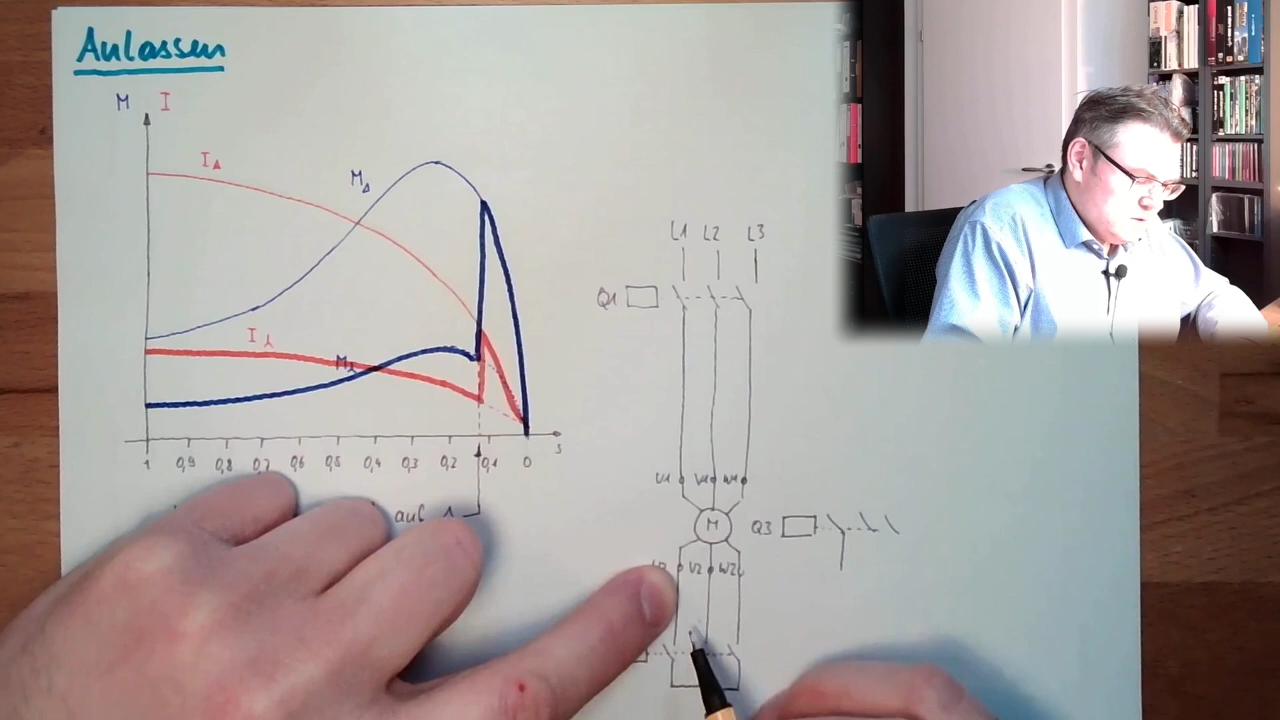 Anlassen
M I
I△
M△
I⅄
M⅄
1 0,9 0,8 0,7 0,6 0,5 0,4 0,3 0,2 0,1 0 s
auf
L1 L2 L3
Q1
U1 V1 W1
M
Q3
V2 W2